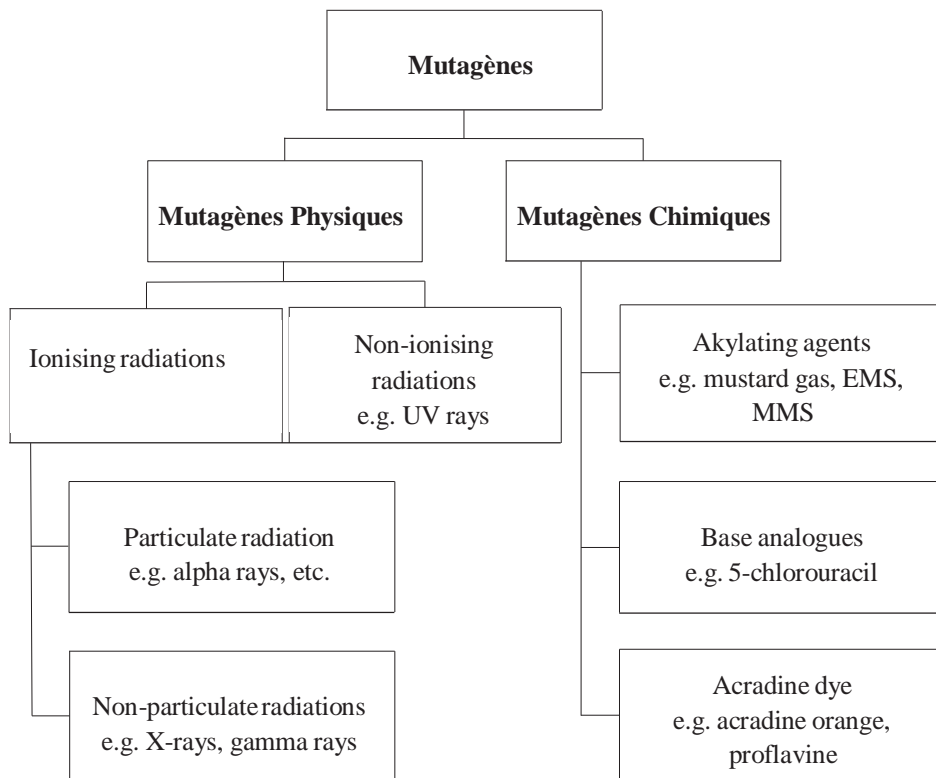 Mutagènes
Mutagènes Physiques
Mutagènes Chimiques
Ionising radiations
Non-ionising
radiations
e.g. UV rays
Particulate radiation
e.g. alpha rays, etc.
Non-particulate radiations
e.g. X-rays, gamma rays
Akylating agents
e.g. mustard gas, EMS,
MMS
Base analogues
e.g. 5-chlorouracil
Acradine dye
e.g. acradine orange,
proflavine